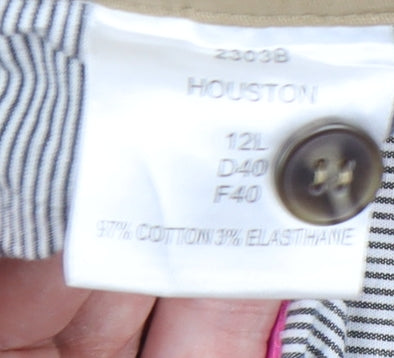 2303B
HOUSTON
12L
D40
F40
97% COTTON 3% ELASTHANE